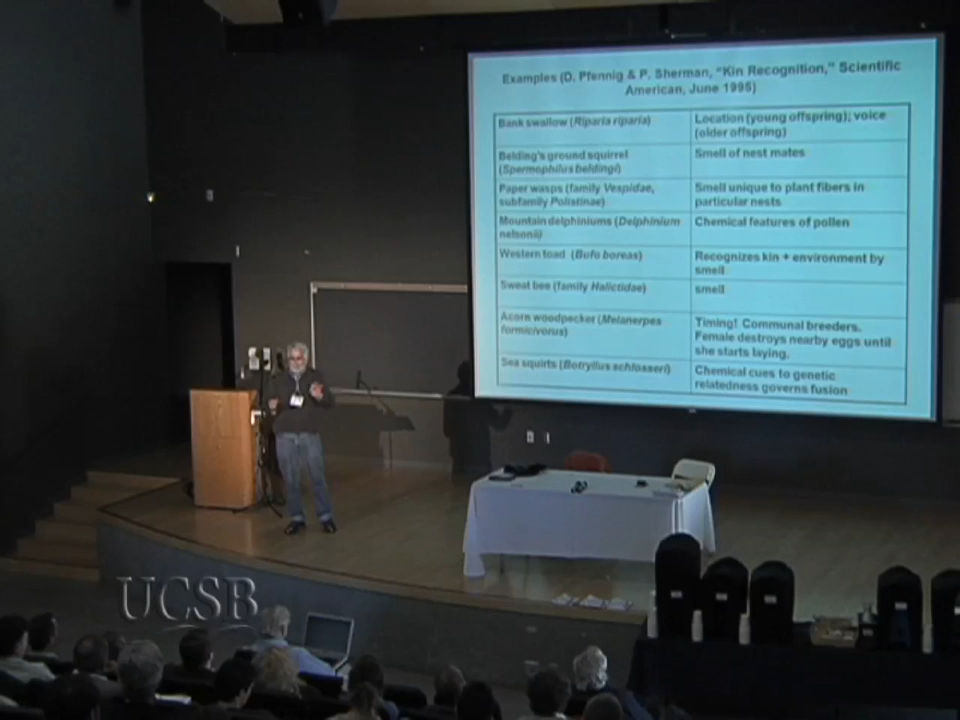 Examples (D. Pfennig & P. Sherman, “Kin Recognition,” Scientific
American, June 1995)
Bank swallow (Riparia riparia)
Location (young offspring); voice
(older offspring)
Belding's ground squirrel
(Spermophilus beldingi)
Smell of nest mates
Paper wasps (family Vespidae,
subfamily Polistinae)
Smell unique to plant fibers in
particular nests
Mountain delphiniums (Delphinium
nelsonii)
Chemical features of pollen
Western toad (Bufo boreas)
Recognizes kin + environment by
smell
Sweat bee (family Halictidae)
smell
Acorn woodpecker (Melanerpes
formicivorus)
Timing! Communal breeders.
Female destroys nearby eggs until
she starts laying.
Sea squirts (Botryllus schlosseri)
Chemical cues to genetic
relatedness governs fusion
UCSB